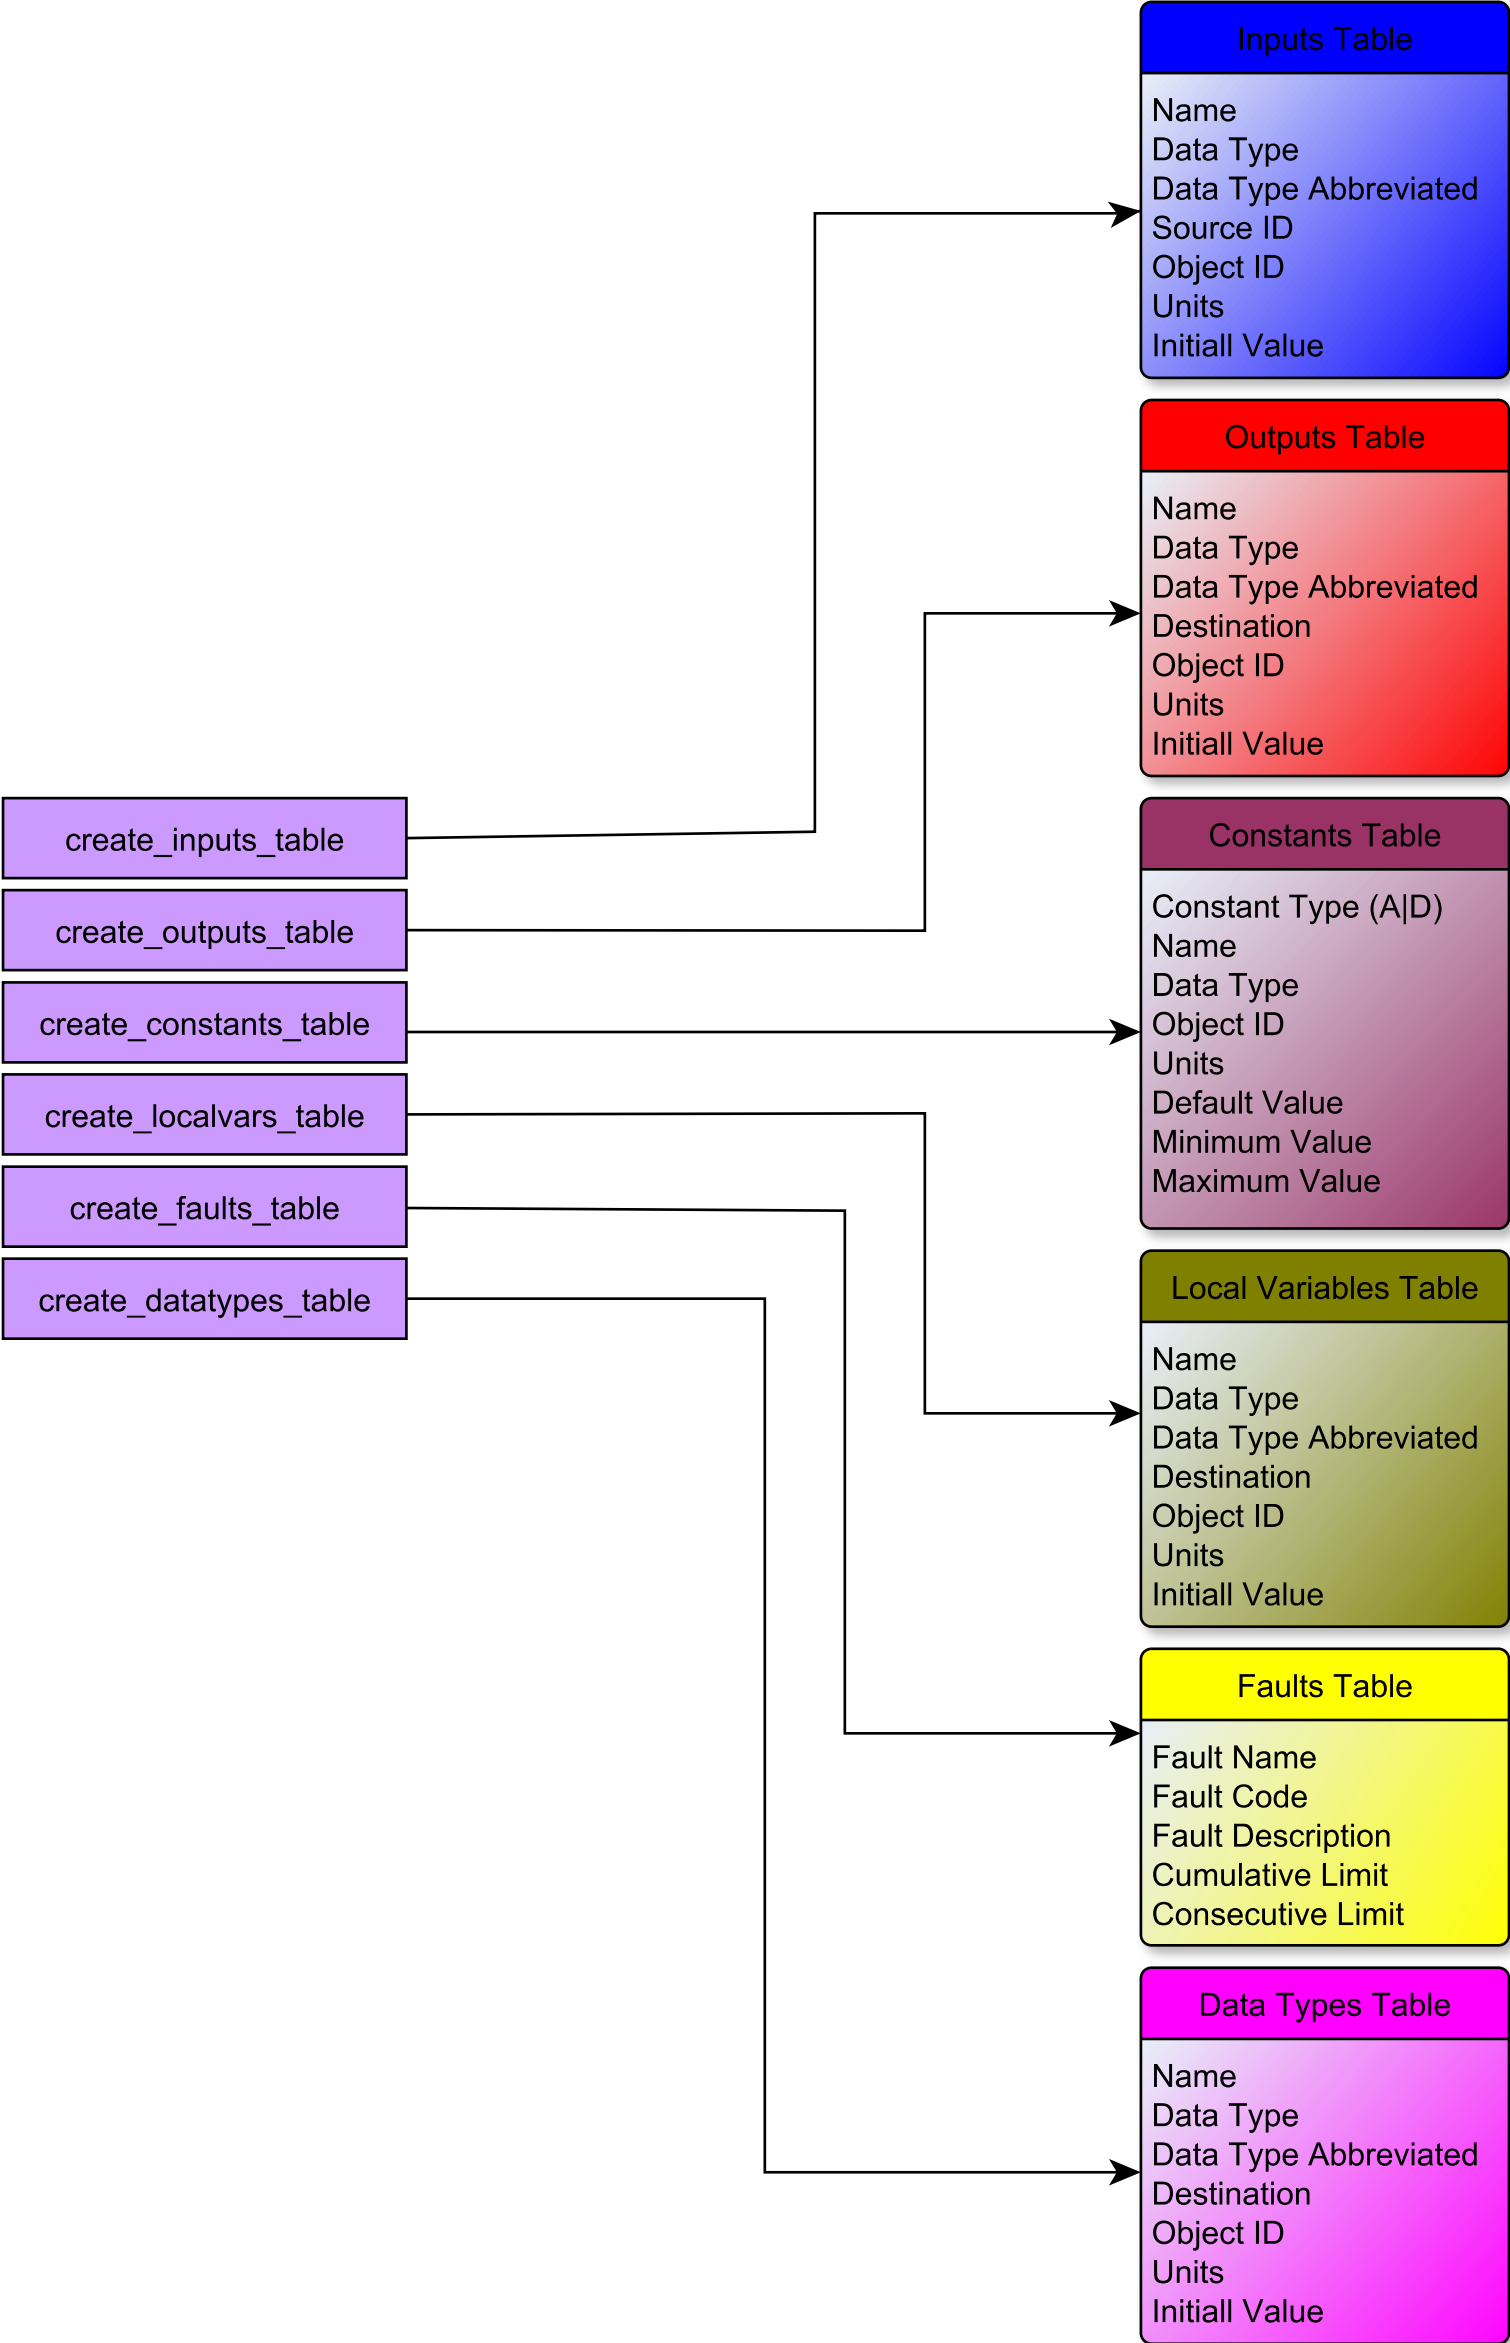 Inputs Table
Name
Data Type
Data Type Abbreviated
Source ID
Object ID
Units
Initiall Value
Outputs Table
Name
Data Type
Data Type Abbreviated
Destination
Object ID
Units
Initiall Value
create_inputs_table
create_outputs_table
create_constants_table
create_localvars_table
create_faults_table
create_datatypes_table
Constants Table
Constant Type (A|D)
Name
Data Type
Object ID
Units
Default Value
Minimum Value
Maximum Value
Local Variables Table
Name
Data Type
Data Type Abbreviated
Destination
Object ID
Units
Initiall Value
Faults Table
Fault Name
Fault Code
Fault Description
Cumulative Limit
Consecutive Limit
Data Types Table
Name
Data Type
Data Type Abbreviated
Destination
Object ID
Units
Initiall Value